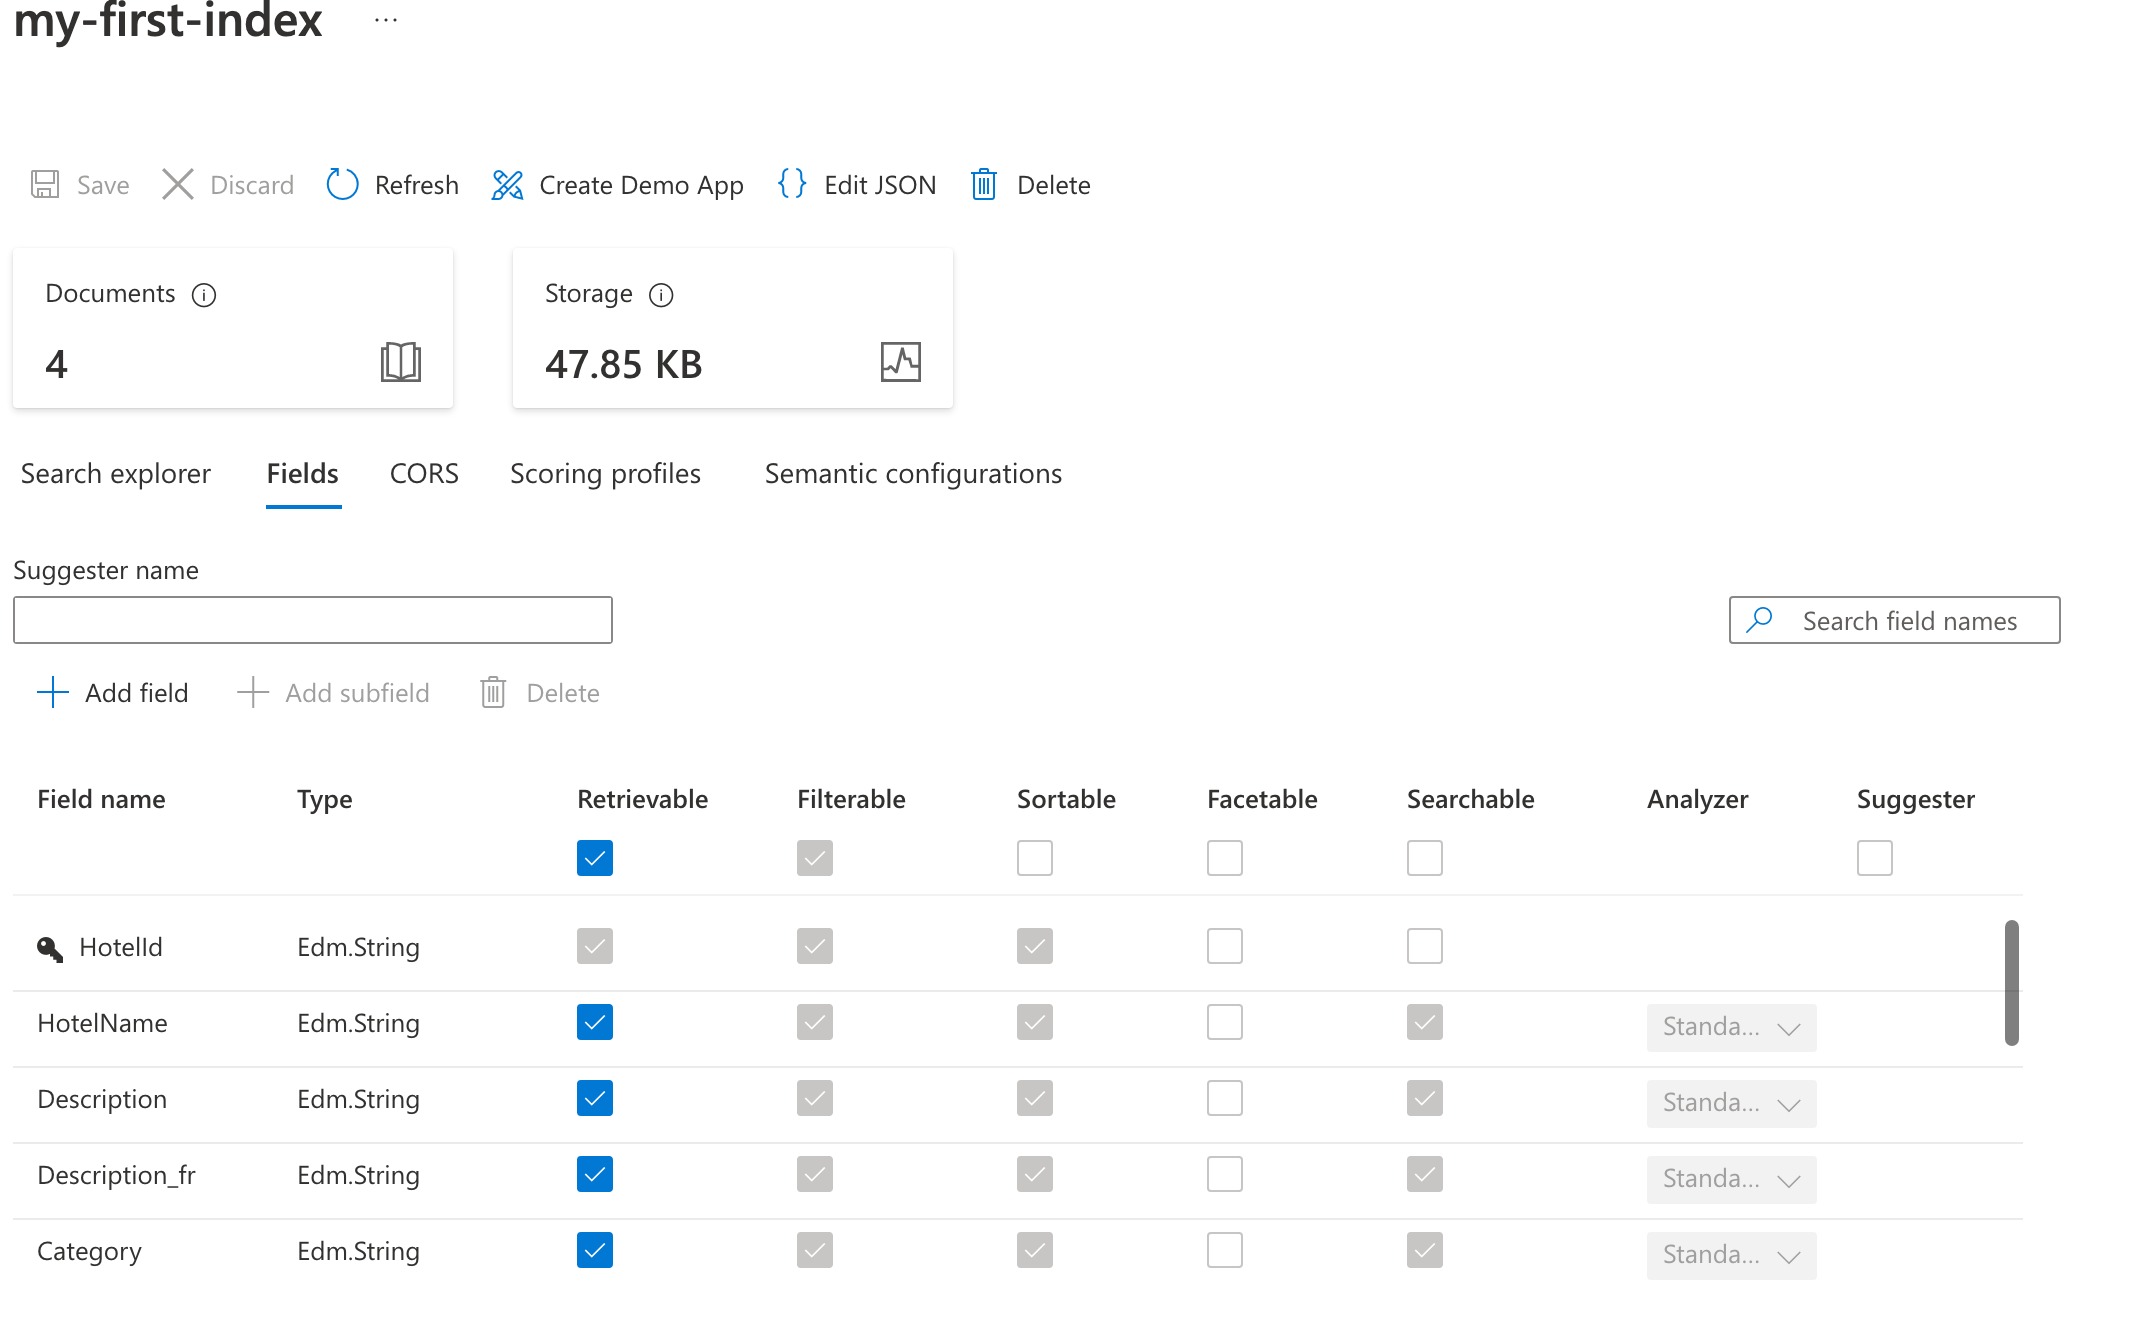 my-first-index ...
Save Discard Refresh Create Demo App {} Edit JSON Delete
Documents
4
Storage
47.85 KB
Search explorer Fields CORS Scoring profiles Semantic configurations
Suggester name
Search field names
Add field Add subfield Delete
Field name Type Retrievable Filterable Sortable Facetable Searchable Analyzer Suggester
HotelId Edm.String
HotelName Edm.String Standa...
Description Edm.String Standa...
Description_fr Edm.String Standa...
Category Edm.String Standa...